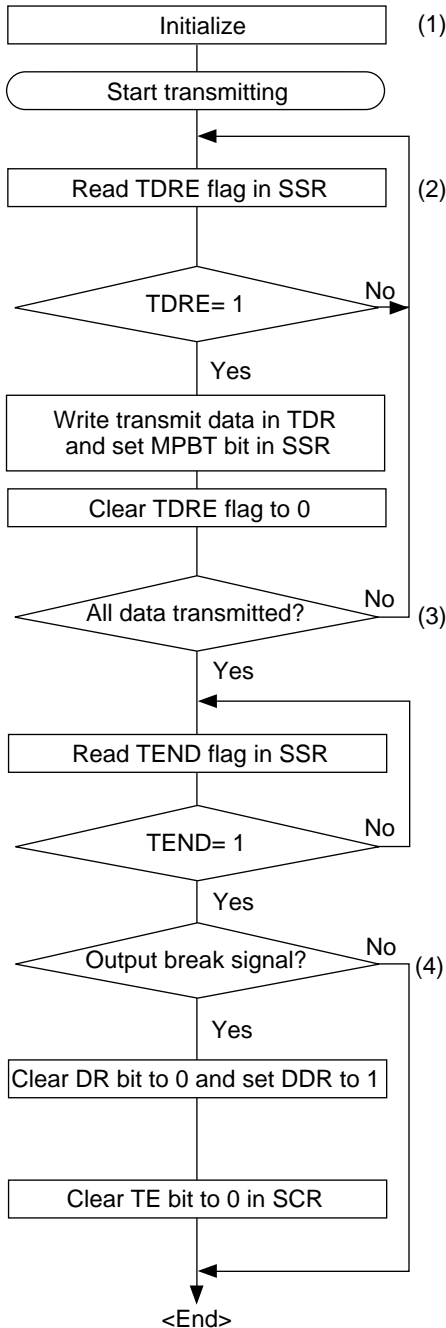 Initialize
(1)
Start transmitting
Read TDRE flag in SSR
(2)
TDRE= 1
No
Yes
Write transmit data in TDR
and set MPBT bit in SSR
Clear TDRE flag to 0
All data transmitted?
No
(3)
Yes
Read TEND flag in SSR
TEND= 1
No
Yes
Output break signal?
No
(4)
Yes
Clear DR bit to 0 and set DDR to 1
Clear TE bit to 0 in SCR
<End>